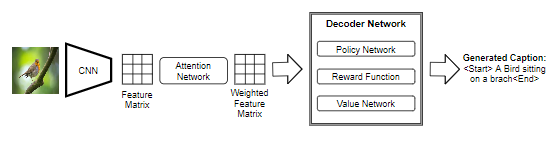 CNN
Feature
Matrix
Attention
Network
Weighted
Feature
Matrix
Decoder Network
Policy Network
Reward Function
Value Network
Generated Caption:
<Start> A Bird sitting
on a brach<End>